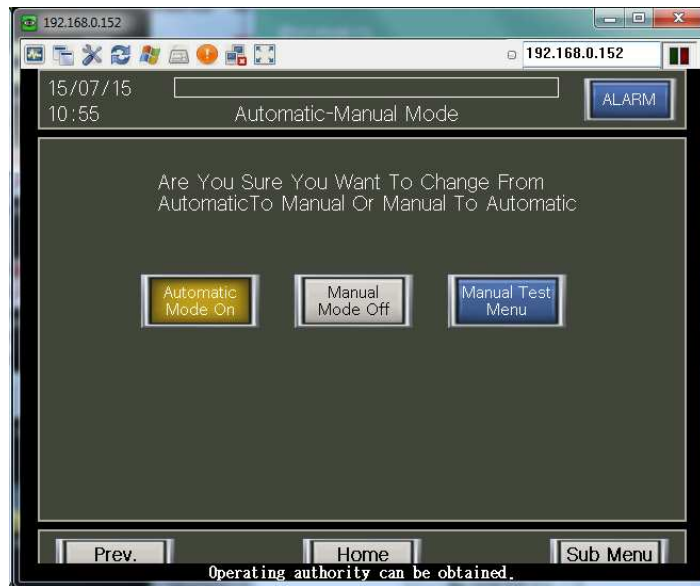 192.168.0.152
192.168.0.152
15/07/15
ALARM
10:55
Automatic-Manual Mode
Are You Sure You Want To Change From
AutomaticTo Manual Or Manual To Automatic
Automatic
Mode On
Manual
Mode Off
Manual Test
Menu
Prev.
Home
Sub Menu
Operating authority can be obtained.